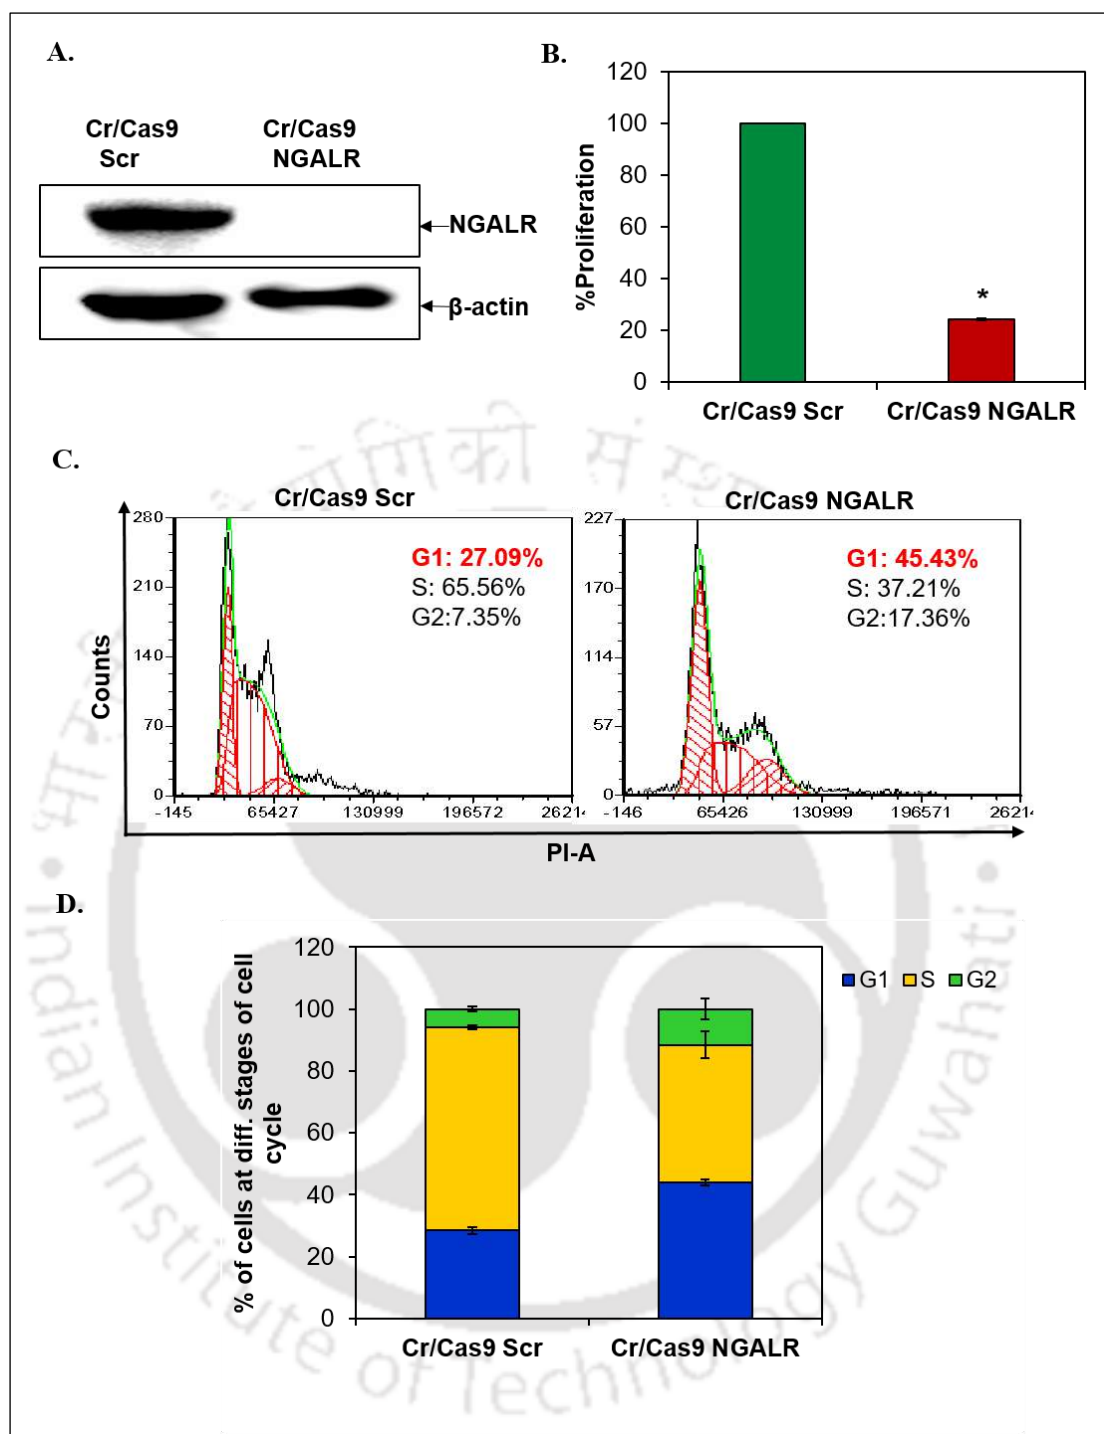 A.
Cr/Cas9
Scr
Cr/Cas9
NGALR
NGALR
β-actin
B.
120
100
80
60
40
20
0
%Proliferation
*
Cr/Cas9 Scr
Cr/Cas9 NGALR
C.
Cr/Cas9 Scr
280
210
140
70
0
G1: 27.09%
S: 65.56%
G2:7.35%
-145
65427
130999
196572
26214
Cr/Cas9 NGALR
227
170
114
57
0
G1: 45.43%
S: 37.21%
G2:17.36%
-146
65426
130999
196571
26214
Counts
PI-A
D.
120
100
80
60
40
20
0
% of cells at diff. stages of cell
cycle
G1 S G2
Cr/Cas9 Scr
Cr/Cas9 NGALR
Indian Institute of Technology Guwahati